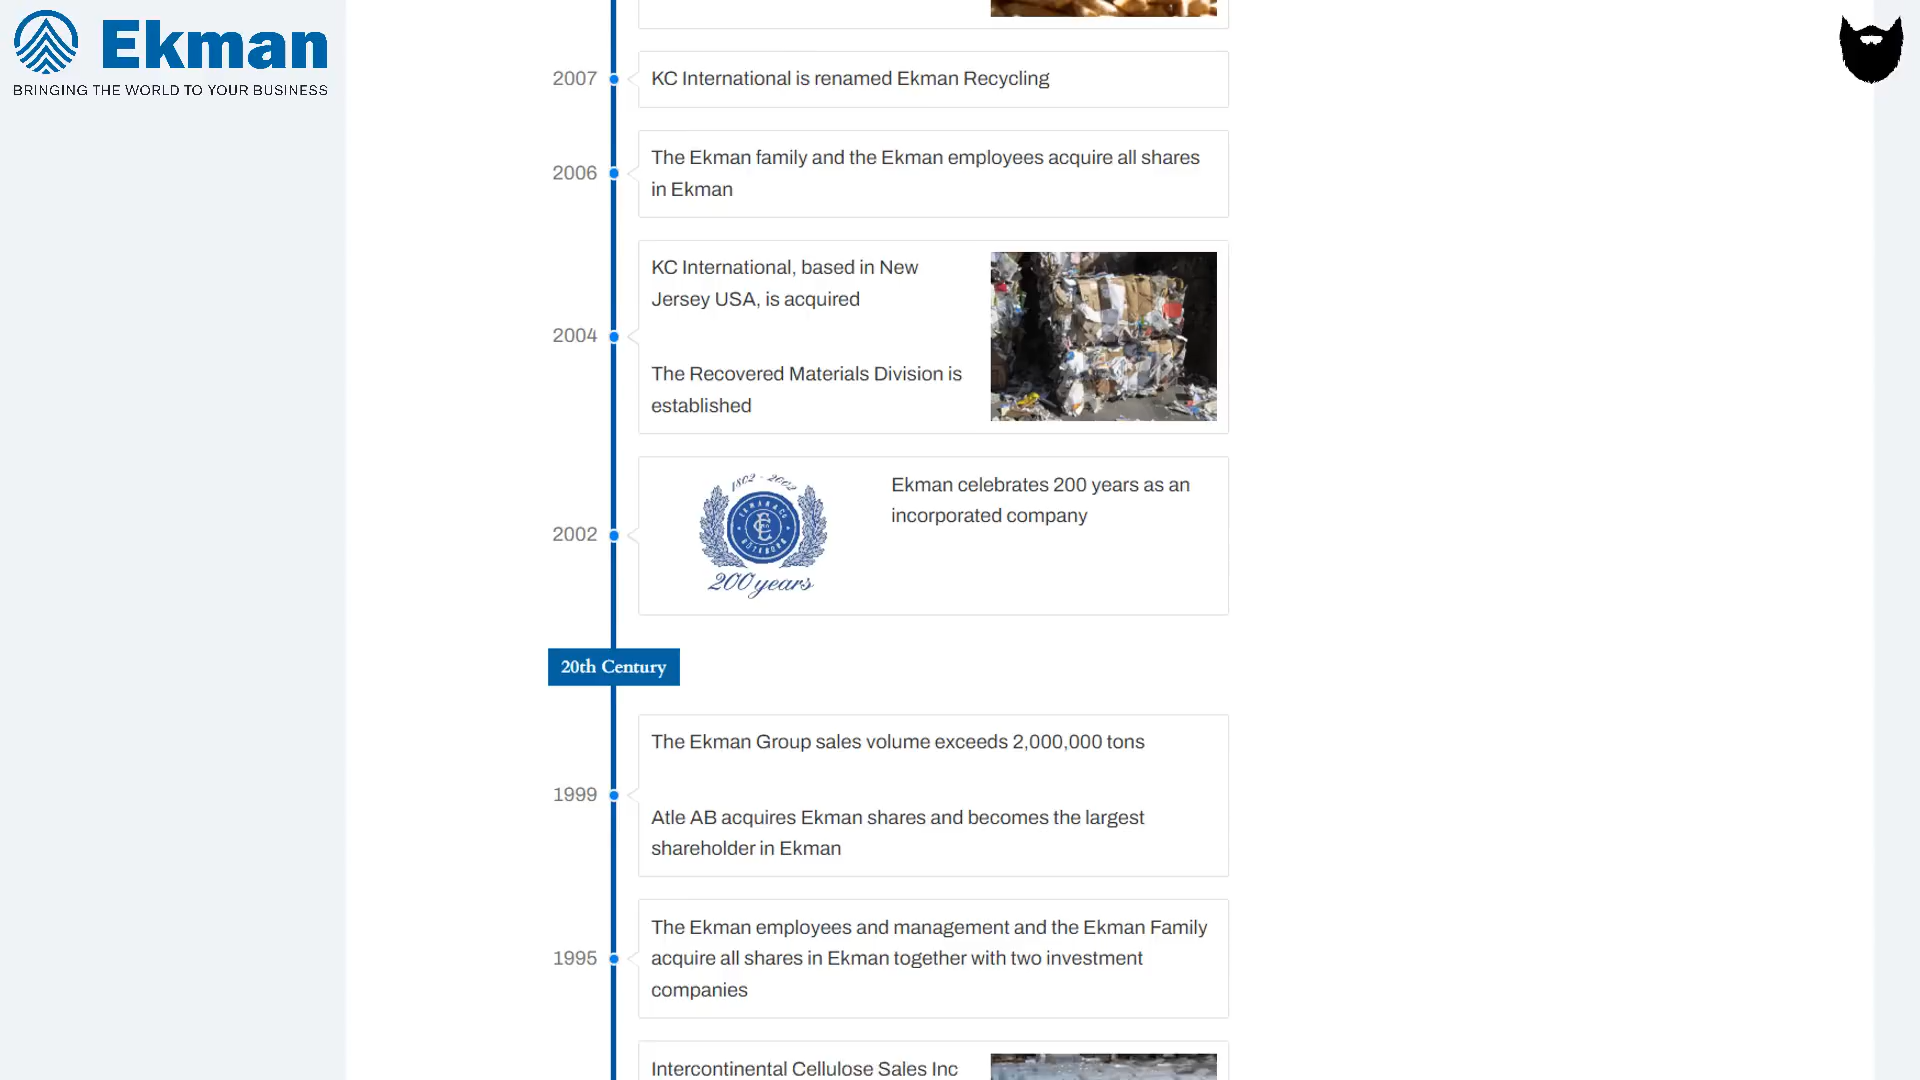 Ekman
BRINGING THE WORLD TO YOUR BUSINESS
2007
KC International is renamed Ekman Recycling
2006
The Ekman family and the Ekman employees acquire all shares
in Ekman
2004
KC International, based in New
Jersey USA, is acquired
The Recovered Materials Division is
established
2002
1802 - 2002
EKMAN & CO
GÖTEBORG
200 years
Ekman celebrates 200 years as an
incorporated company
20th Century
1999
The Ekman Group sales volume exceeds 2,000,000 tons
Atle AB acquires Ekman shares and becomes the largest
shareholder in Ekman
1995
The Ekman employees and management and the Ekman Family
acquire all shares in Ekman together with two investment
companies
Intercontinental Cellulose Sales Inc